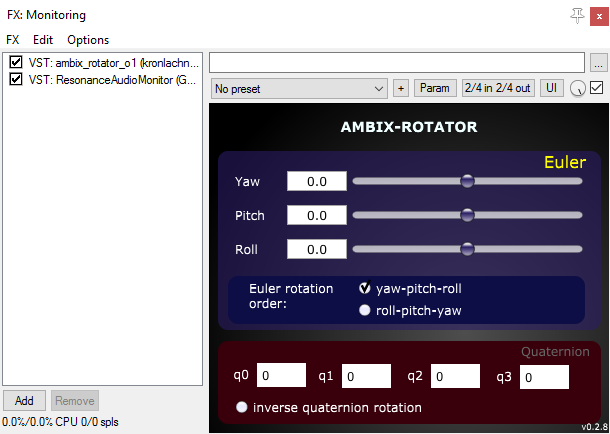 FX: Monitoring
FX Edit Options
VST: ambix_rotator_o1 (kronlachn...
VST: ResonanceAudioMonitor (G...
...
No preset + Param 2/4 in 2/4 out UI
AMBIX-ROTATOR
Euler
Yaw 0.0
Pitch 0.0
Roll 0.0
Euler rotation order:
yaw-pitch-roll
roll-pitch-yaw
Quaternion
q0 0 q1 0 q2 0 q3 0
inverse quaternion rotation
v0.2.8
Add Remove
0.0%/0.0% CPU 0/0 spls